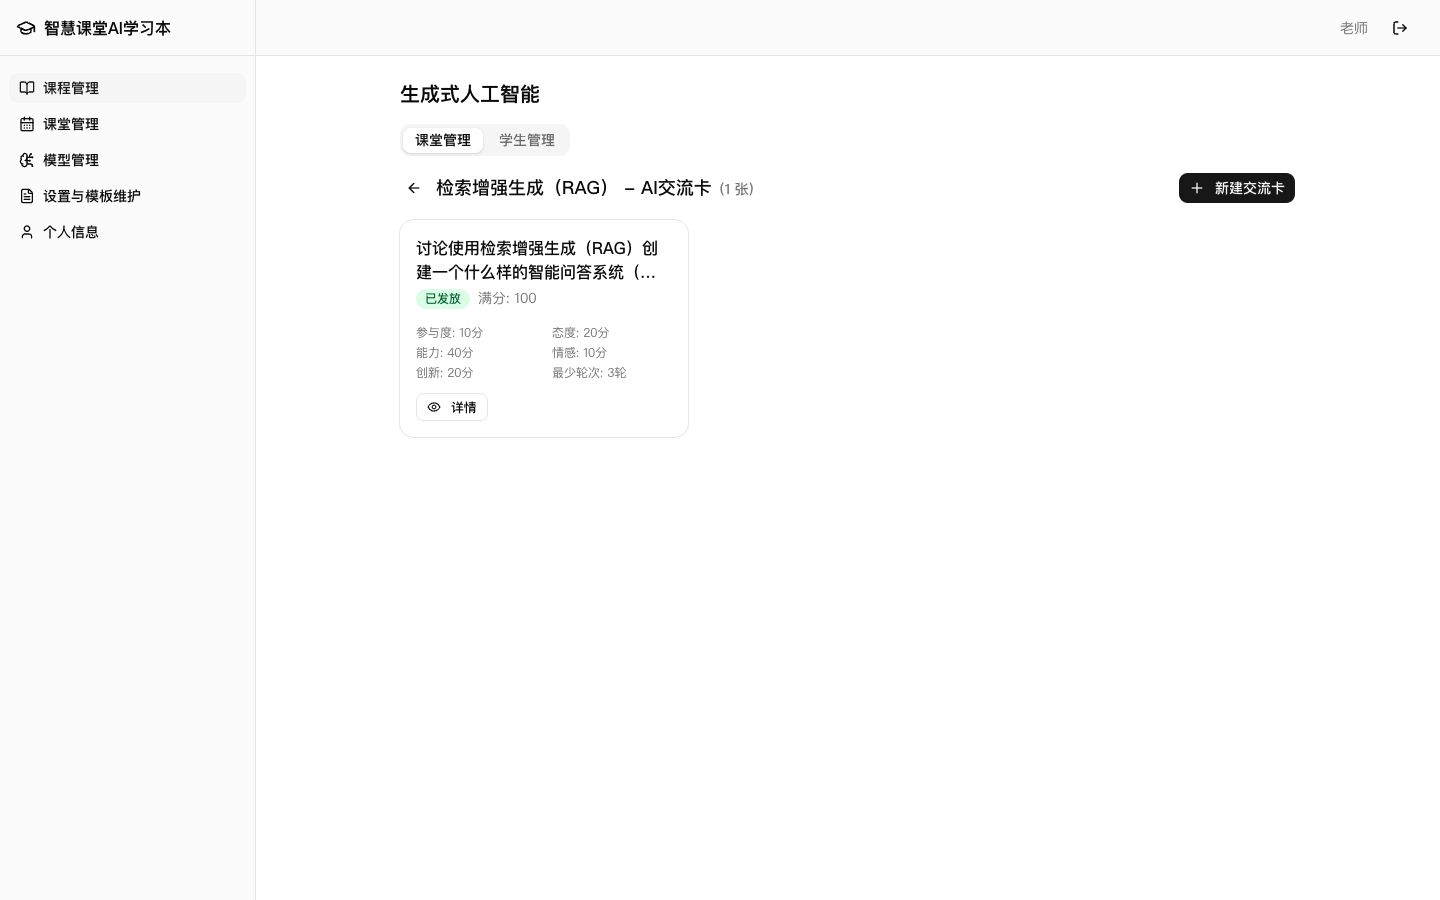 智慧课堂AI学习本
老师
课程管理
课堂管理
模型管理
设置与模板维护
个人信息
生成式人工智能
课堂管理 学生管理
检索增强生成（RAG） – AI交流卡 (1 张)
新建交流卡
讨论使用检索增强生成（RAG）创
建一个什么样的智能问答系统（...
已发放 满分: 100
参与度: 10分 态度: 20分
能力: 40分 情感: 10分
创新: 20分 最少轮次: 3轮
详情